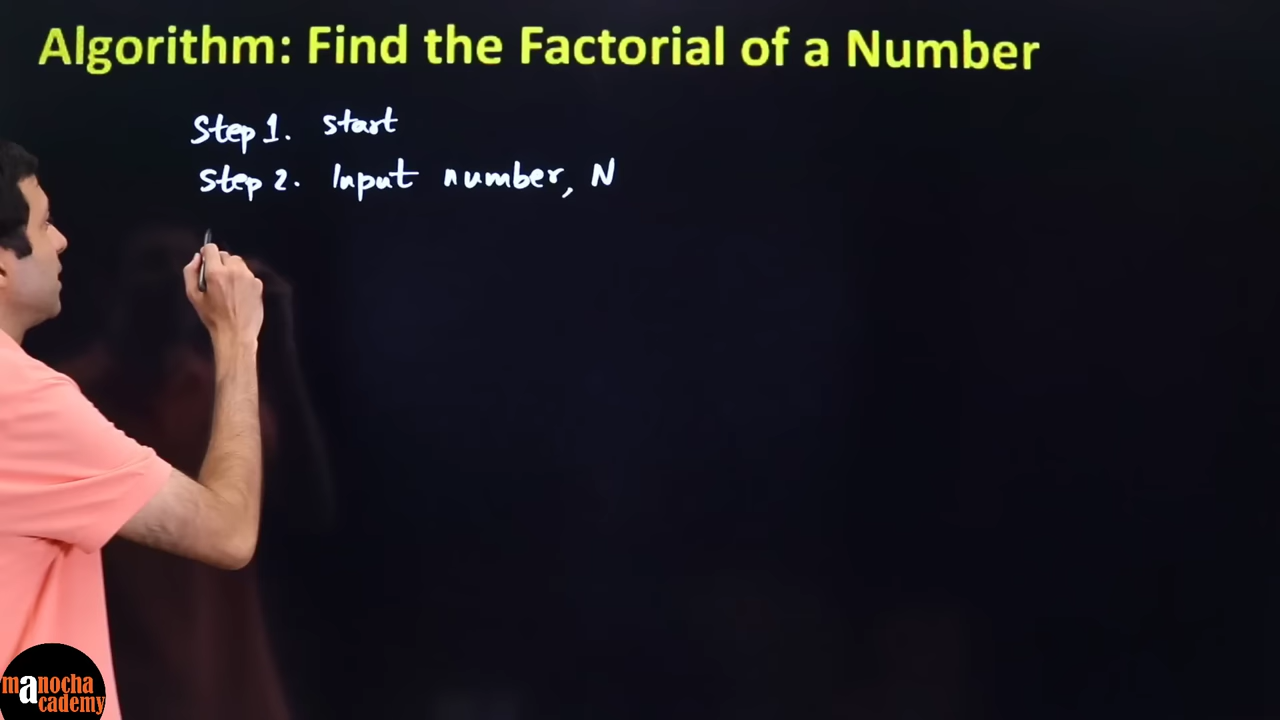 Algorithm: Find the Factorial of a Number
Step 1. Start
Step 2. Input number, N
manocha
academy